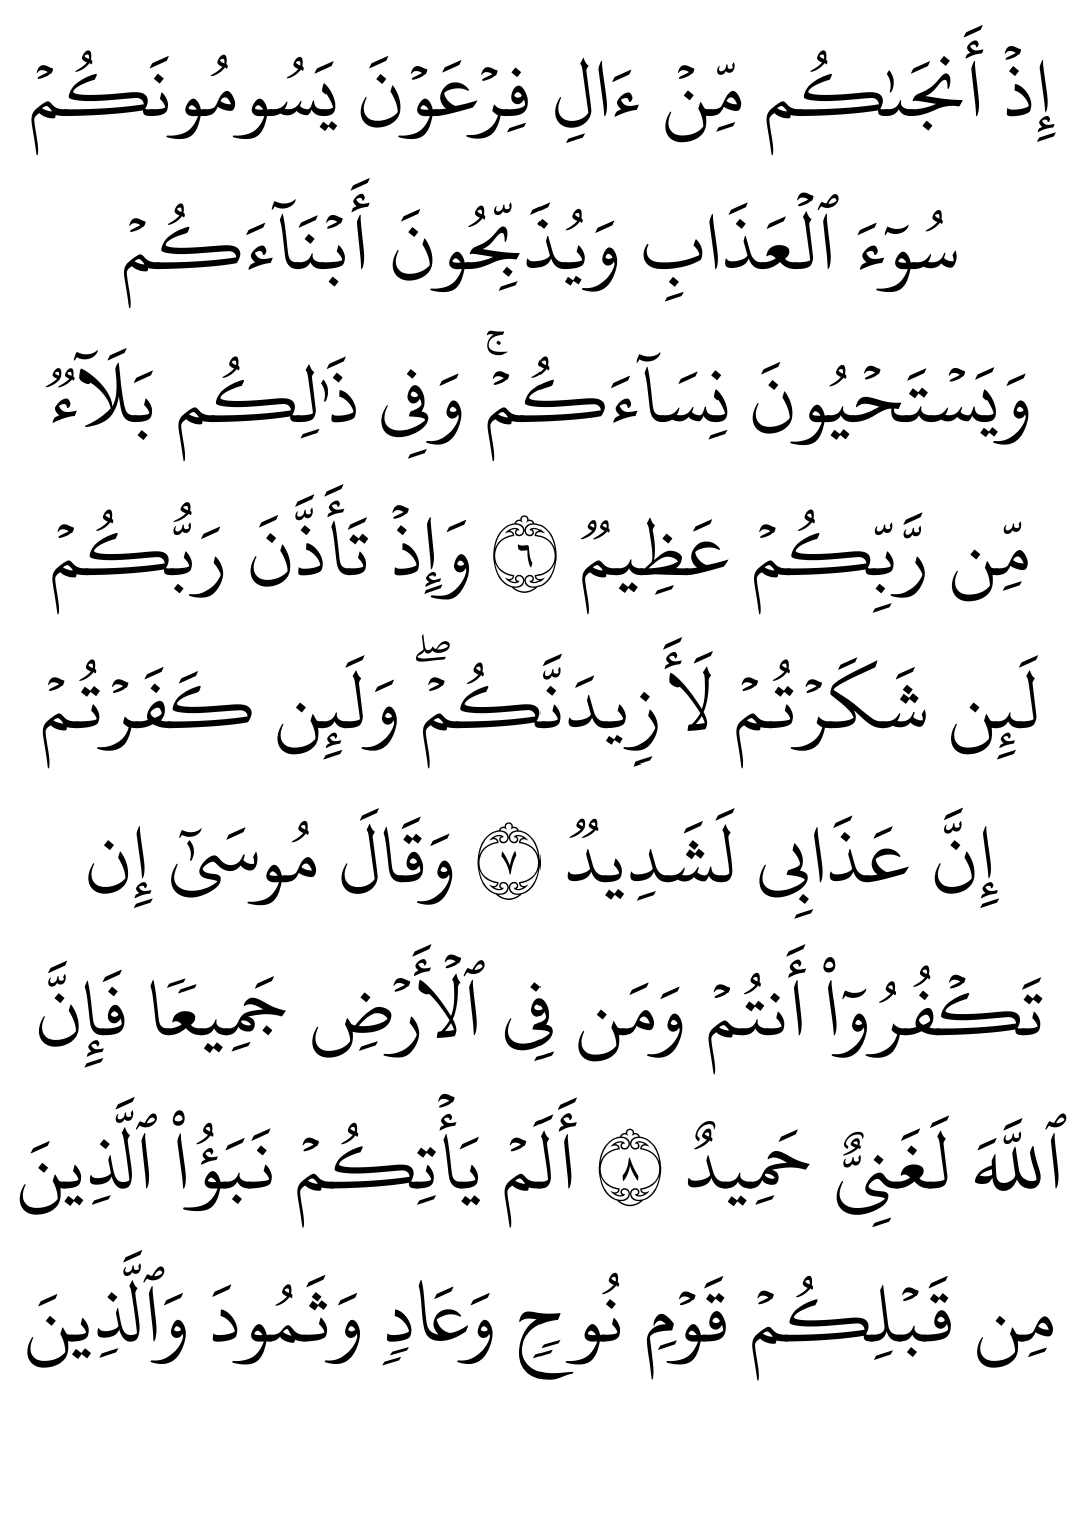 إِذۡ أَنجَىٰكُم مِّنۡ ءَالِ فِرۡعَوۡنَ يَسُومُونَكُمۡ
سُوٓءَ ٱلۡعَذَابِ وَيُذَبِّحُونَ أَبۡنَآءَكُمۡ
وَيَسۡتَحۡيُونَ نِسَآءَكُمۡۚ وَفِي ذَٰلِكُم بَلَآءٞ
مِّن رَّبِّكُمۡ عَظِيمٞ ٦ وَإِذۡ تَأَذَّنَ رَبُّكُمۡ
لَئِن شَكَرۡتُمۡ لَأَزِيدَنَّكُمۡۖ وَلَئِن كَفَرۡتُمۡ
إِنَّ عَذَابِي لَشَدِيدٞ ٧ وَقَالَ مُوسَىٰٓ إِن
تَكۡفُرُوٓاْ أَنتُمۡ وَمَن فِي ٱلۡأَرۡضِ جَمِيعٗا فَإِنَّ
ٱللَّهَ لَغَنِيٌّ حَمِيدٌ ٨ أَلَمۡ يَأۡتِكُمۡ نَبَؤُاْ ٱلَّذِينَ
مِن قَبۡلِكُمۡ قَوۡمِ نُوحٖ وَعَادٖ وَثَمُودَ وَٱلَّذِينَ